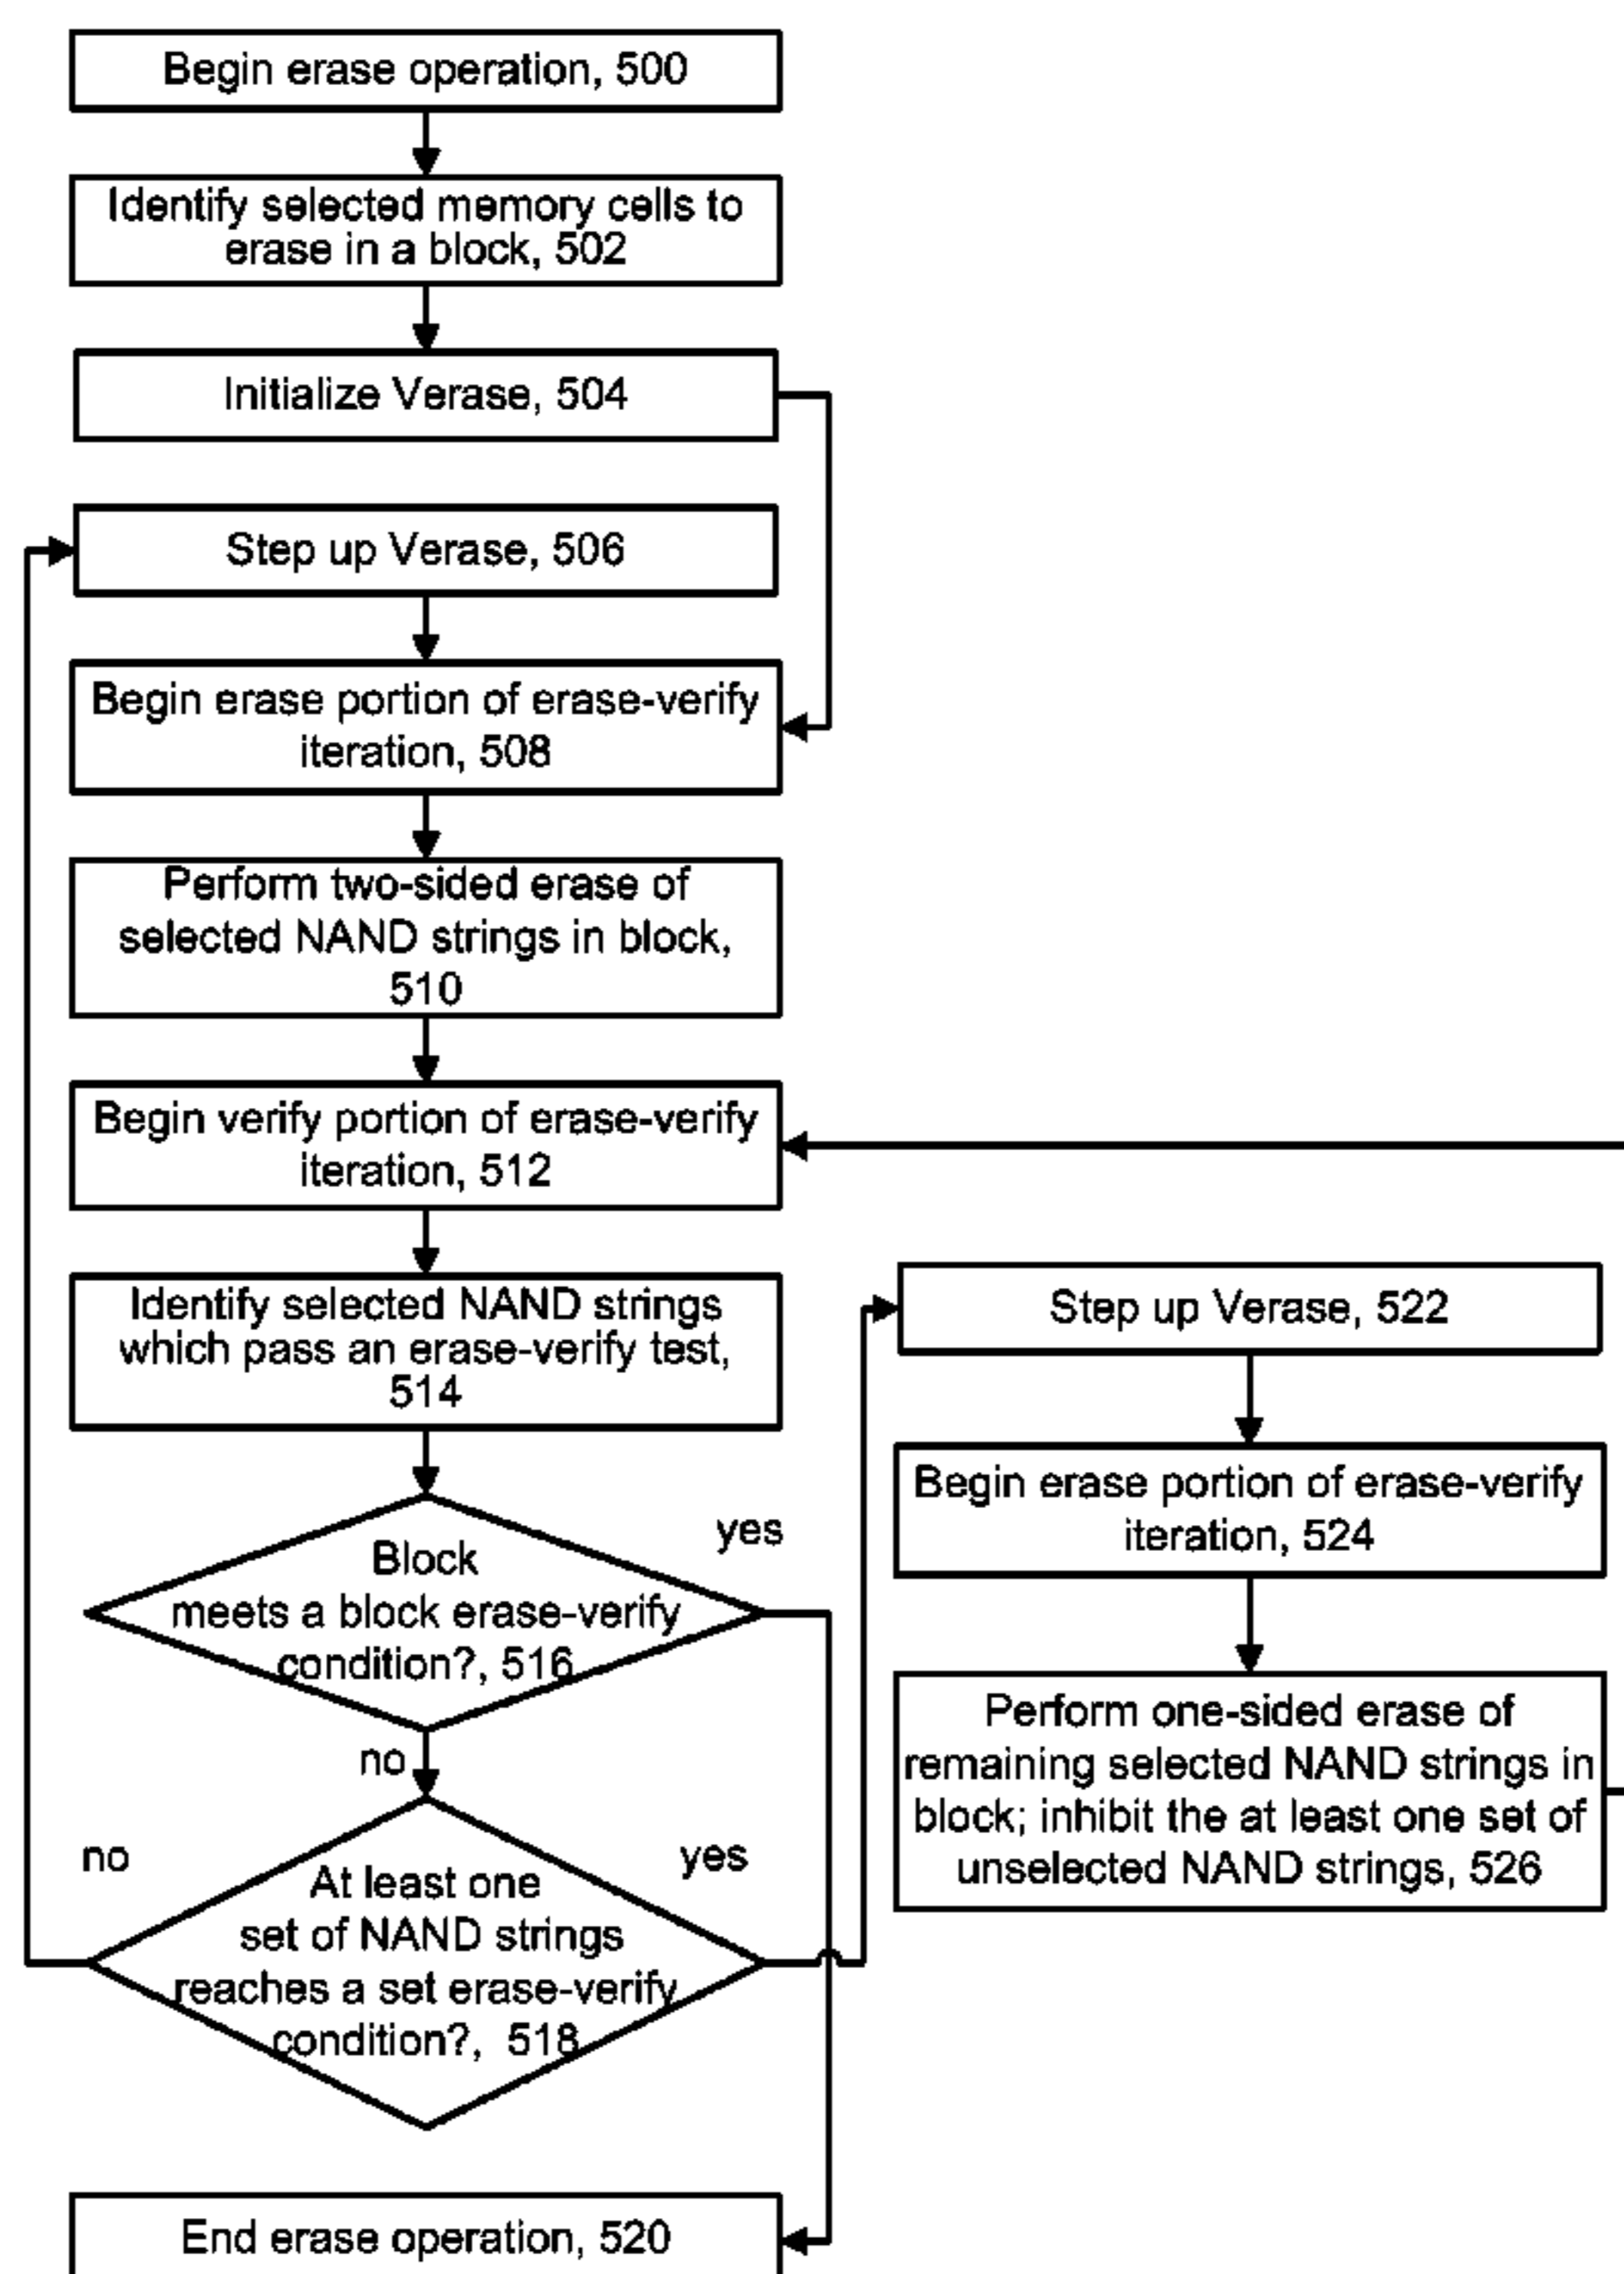 Begin erase operation, 500
Identify selected memory cells to
erase in a block, 502
Initialize Verase, 504
Step up Verase, 506
Begin erase portion of erase-verify
iteration, 508
Perform two-sided erase of
selected NAND strings in block,
510
Begin verify portion of erase-verify
iteration, 512
Identify selected NAND strings
which pass an erase-verify test,
514
Block
meets a block erase-verify
condition?, 516
yes
no
At least one
set of NAND strings
reaches a set erase-verify
condition?, 518
no
yes
End erase operation, 520
Step up Verase, 522
Begin erase portion of erase-verify
iteration, 524
Perform one-sided erase of
remaining selected NAND strings in
block; inhibit the at least one set of
unselected NAND strings, 526